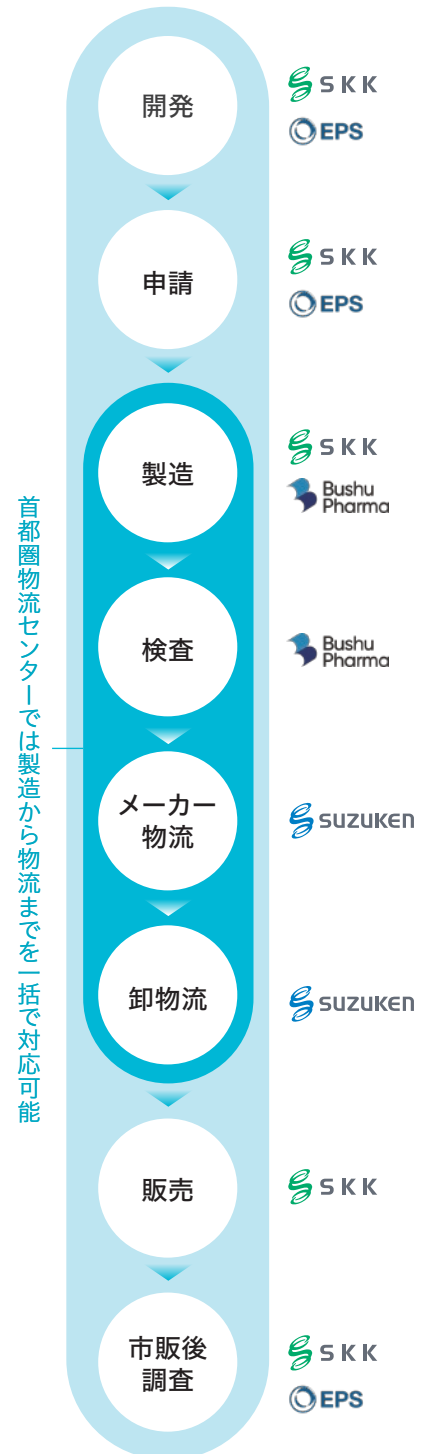 開発
SKK
EPS
申請
SKK
EPS
製造
SKK
Bushu
Pharma
検査
Bushu
Pharma
メーカー
物流
SUZUKEN
卸物流
SUZUKEN
販売
SKK
市販後
調査
SKK
EPS
首都圏物流センターでは製造から物流までを一括で対応可能